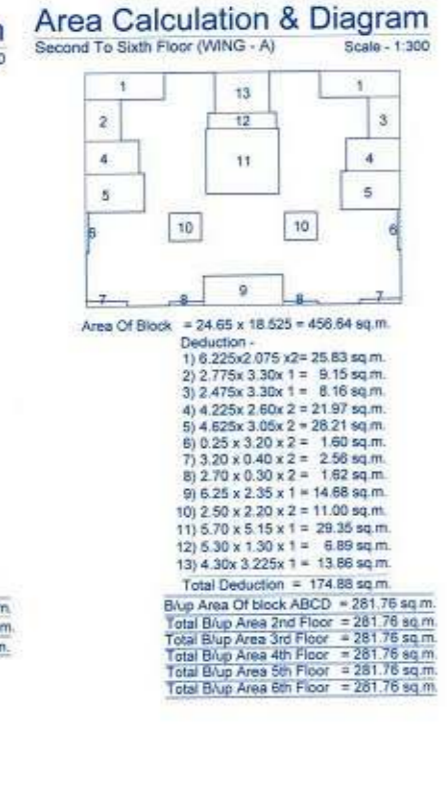 Area Calculation & Diagram
Second To Sixth Floor (WING - A) Scale - 1:300
1 13 1
2 12 3
4 11 4
5 5
6 10 10 6
9
7 8 8 7
Area Of Block = 24.65 x 18.525 = 456.64 sq.m.
Deduction -
1) 6.225x2.075 x2= 25.83 sq.m.
2) 2.775x 3.30x 1 = 9.15 sq.m.
3) 2.475x 3.30x 1 = 8.16 sq.m.
4) 4.225x 2.60x 2 = 21.97 sq.m.
5) 4.625x 3.05x 2 = 28.21 sq.m.
6) 0.25 x 3.20 x 2 = 1.60 sq.m.
7) 3.20 x 0.40 x 2 = 2.56 sq.m.
8) 2.70 x 0.30 x 2 = 1.62 sq.m.
9) 6.25 x 2.35 x 1 = 14.68 sq.m.
10) 2.50 x 2.20 x 2 = 11.00 sq.m.
11) 5.70 x 5.15 x 1 = 29.35 sq.m.
12) 5.30 x 1.30 x 1 = 6.89 sq.m.
13) 4.30x 3.225x 1 = 13.86 sq.m.
Total Deduction = 174.88 sq.m.
B/up Area Of block ABCD = 281.76 sq.m.
Total B/up Area 2nd Floor = 281.76 sq.m.
Total B/up Area 3rd Floor = 281.76 sq.m.
Total B/up Area 4th Floor = 281.76 sq.m.
Total B/up Area 5th Floor = 281.76 sq.m.
Total B/up Area 6th Floor = 281.76 sq.m.